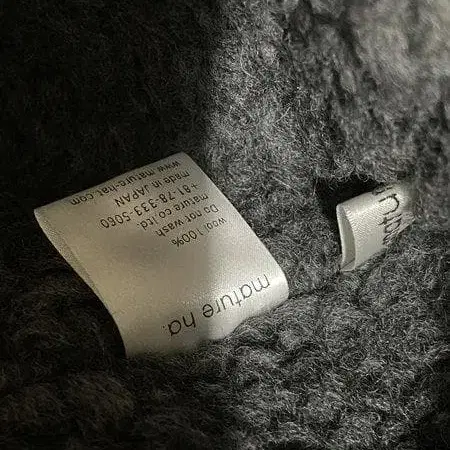 mature ha.
wool 100%
Do not wash
mature co.,ltd.
+81-78-333-5060
made in JAPAN
www.mature-hat.com